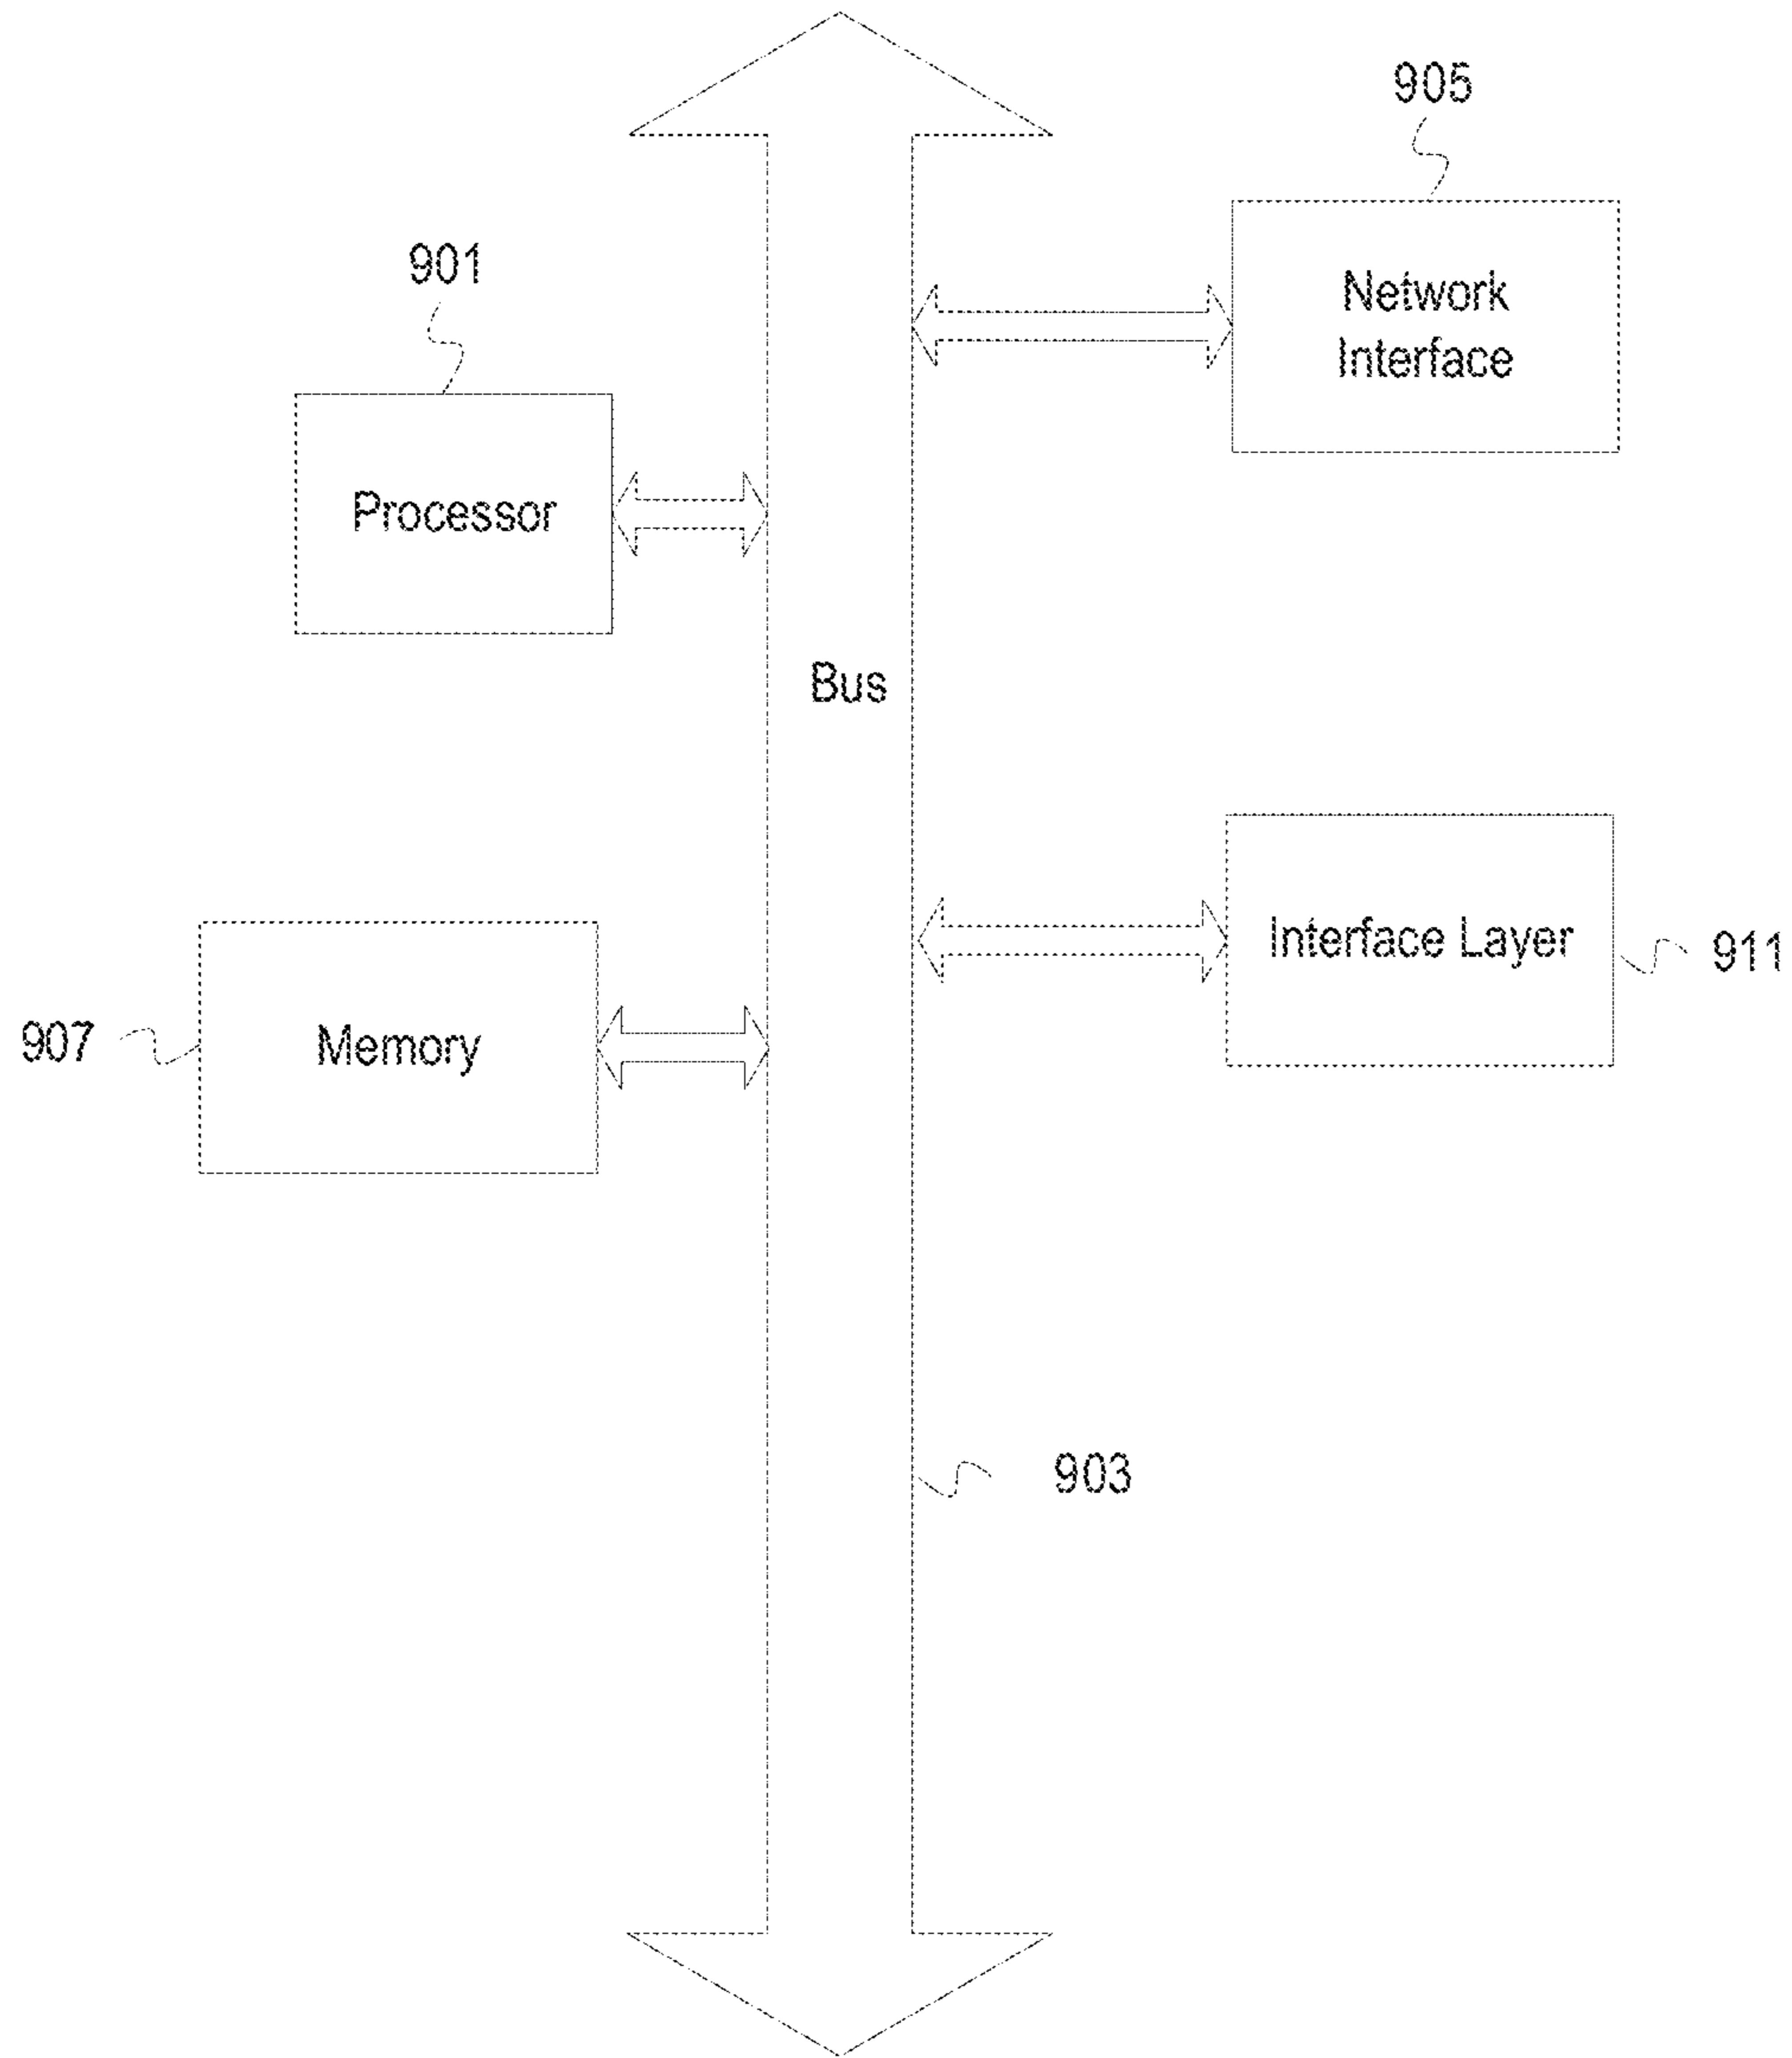 905
901
Network
Interface
Processor
Bus
Interface Layer
911
907
Memory
903